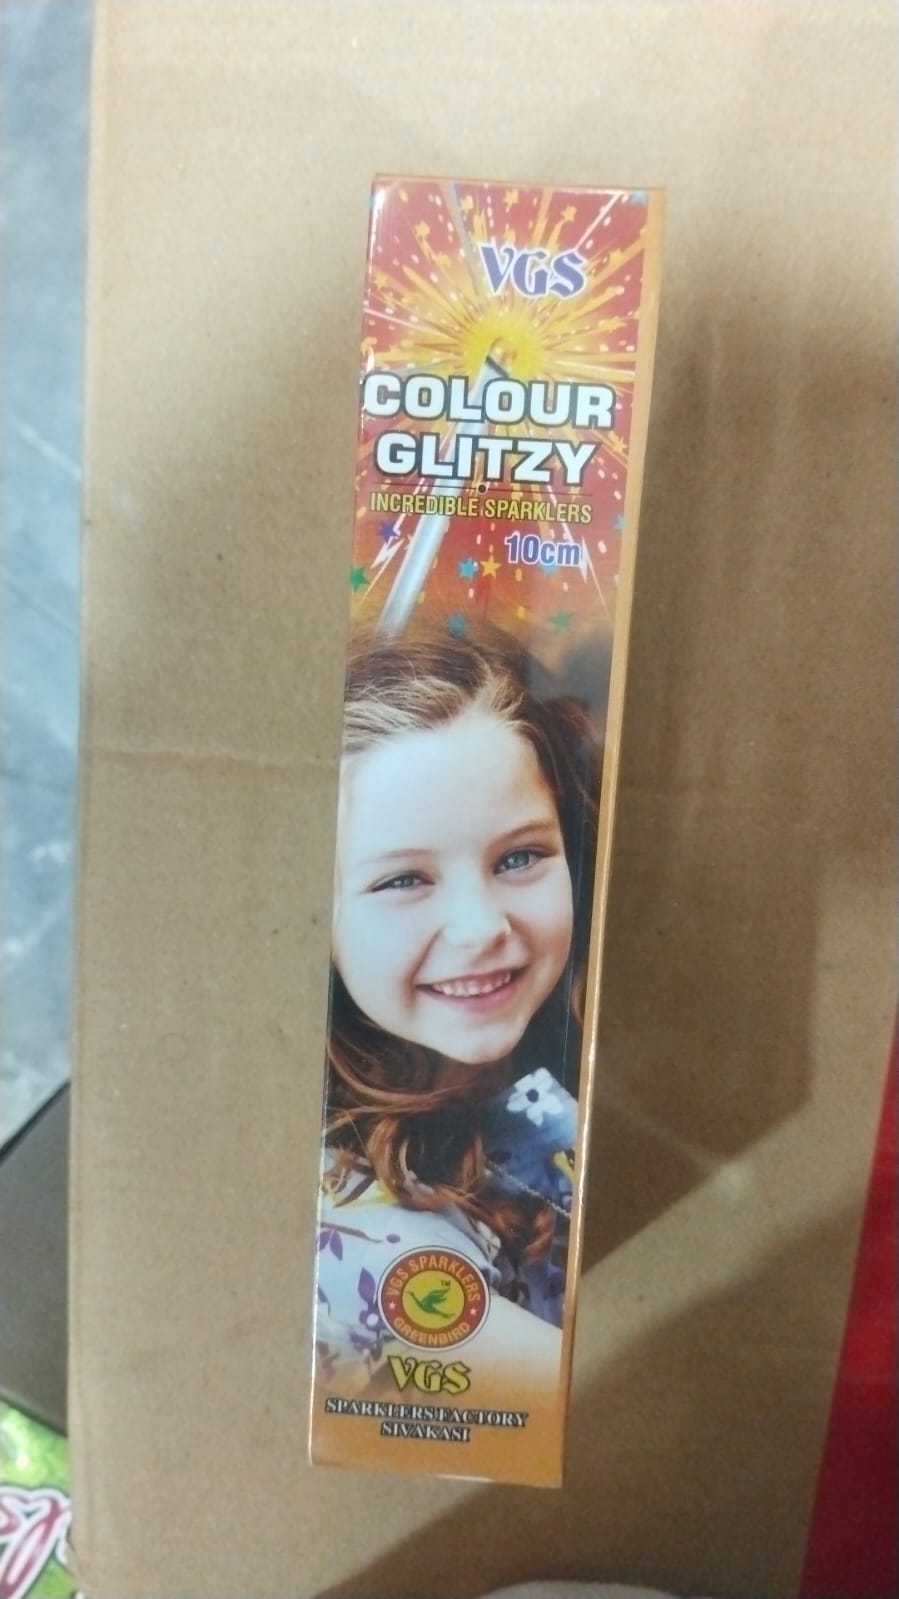 VGS
COLOUR
GLITZY
INCREDIBLE SPARKLERS
10cm
VGS SPARKLERS
TM
GREENBIRD
VGS
SPARKLERS FACTORY
SIVAKASI